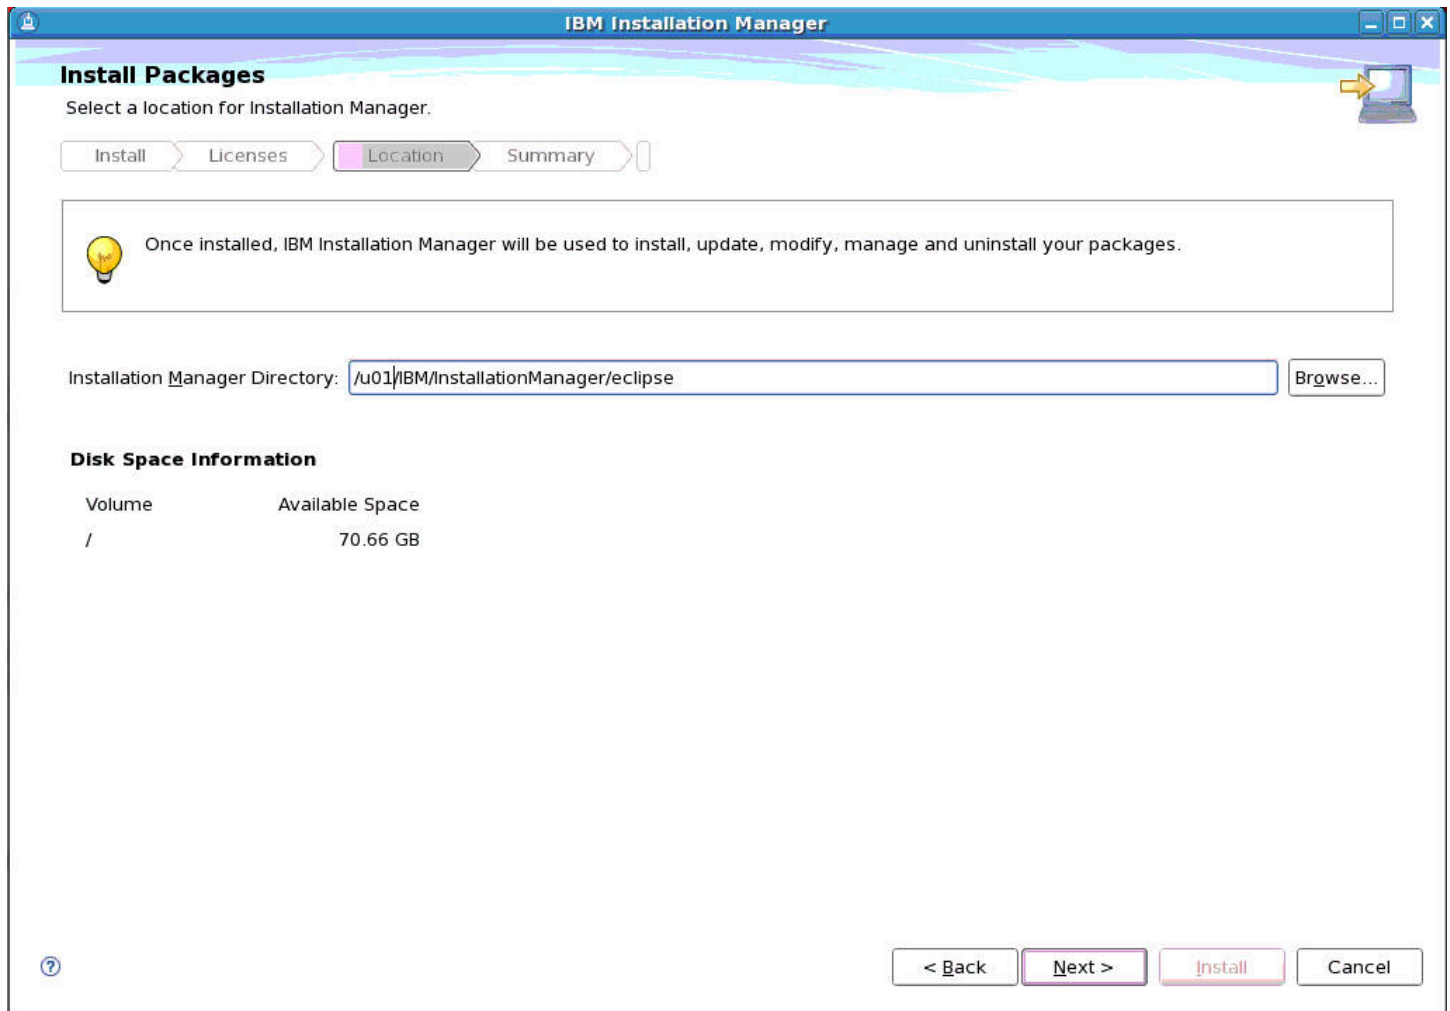 IBM Installation Manager
Install Packages
Select a location for Installation Manager.
Install Licenses Location Summary
Once installed, IBM Installation Manager will be used to install, update, modify, manage and uninstall your packages.
Installation Manager Directory: /u01/IBM/InstallationManager/eclipse Browse...
Disk Space Information
Volume Available Space
/ 70.66 GB
? < Back Next > Install Cancel